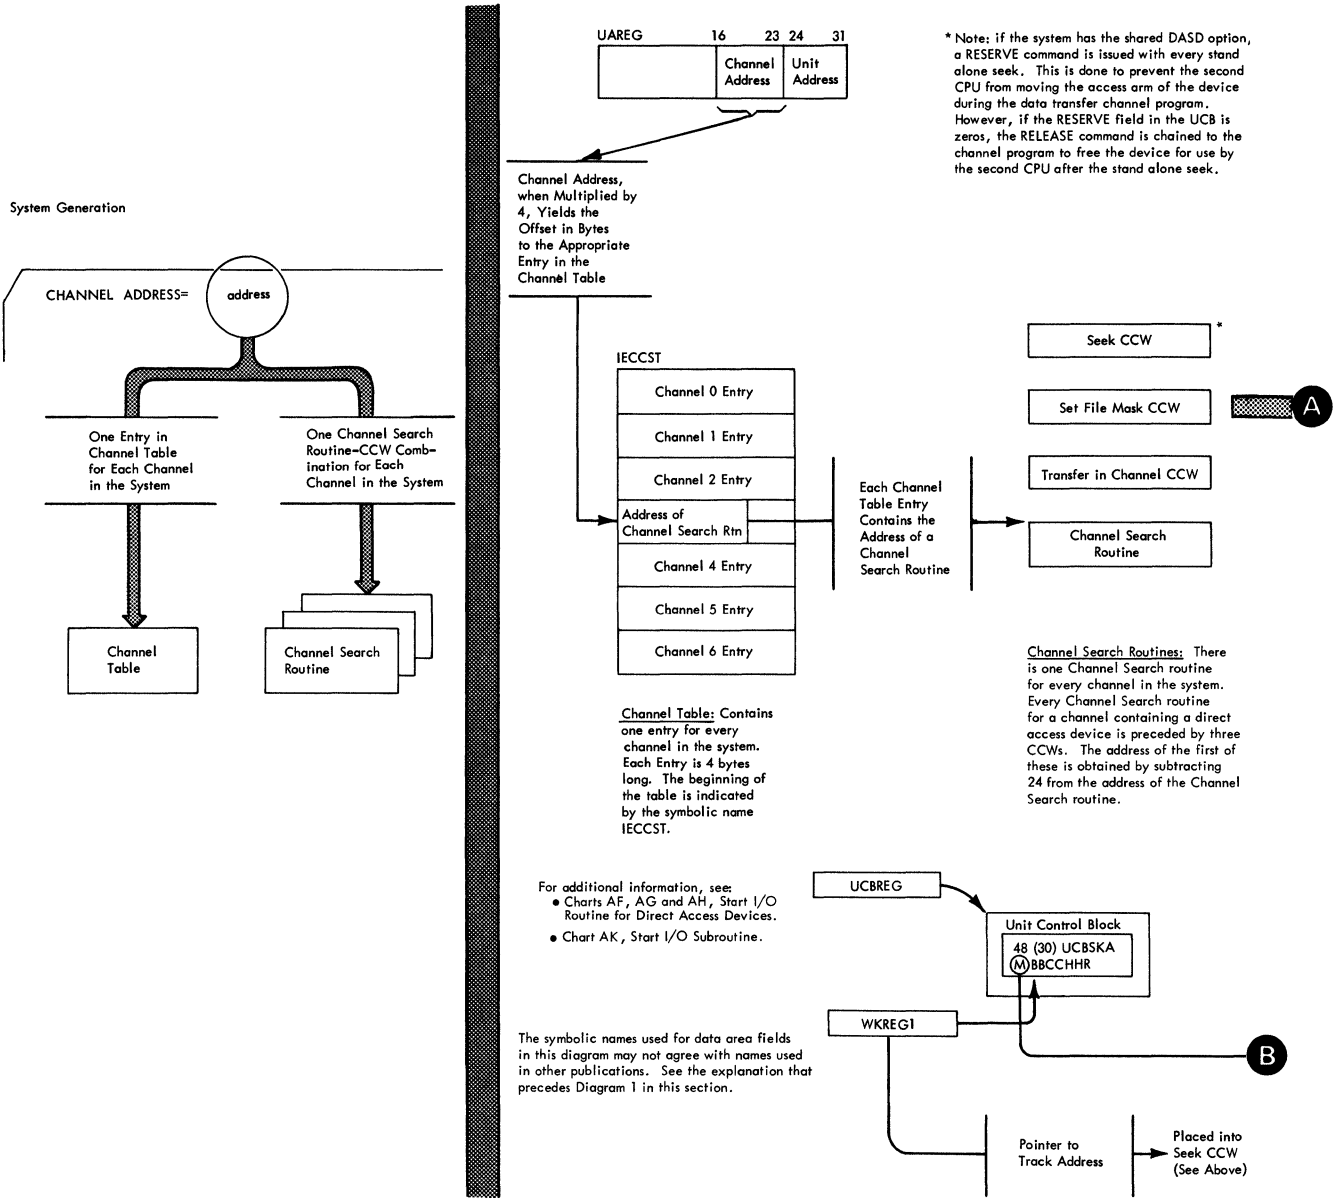 UAREG 16 23 24 31
Channel Address
Unit Address
* Note: if the system has the shared DASD option,
a RESERVE command is issued with every stand
alone seek. This is done to prevent the second
CPU from moving the access arm of the device
during the data transfer channel program.
However, if the RESERVE field in the UCB is
zeros, the RELEASE command is chained to the
channel program to free the device for use by
the second CPU after the stand alone seek.
Channel Address,
when Multiplied by
4, Yields the
Offset in Bytes
to the Appropriate
Entry in the
Channel Table
System Generation
CHANNEL ADDRESS= address
One Entry in
Channel Table
for Each Channel
in the System
One Channel Search
Routine-CCW Comb-
ination for Each
Channel in the System
Channel
Table
Channel Search
Routine
IECCST
Channel 0 Entry
Channel 1 Entry
Channel 2 Entry
Address of
Channel Search Rtn
Channel 4 Entry
Channel 5 Entry
Channel 6 Entry
Each Channel
Table Entry
Contains the
Address of a
Channel
Search Routine
Seek CCW *
Set File Mask CCW A
Transfer in Channel CCW
Channel Search
Routine
Channel Table: Contains
one entry for every
channel in the system.
Each Entry is 4 bytes
long. The beginning of
the table is indicated
by the symbolic name
IECCST.
Channel Search Routines: There
is one Channel Search routine
for every channel in the system.
Every Channel Search routine
for a channel containing a direct
access device is preceded by three
CCWs. The address of the first of
these is obtained by subtracting
24 from the address of the Channel
Search routine.
For additional information, see:
• Charts AF, AG and AH, Start I/O
Routine for Direct Access Devices.
• Chart AK, Start I/O Subroutine.
UCBREG
Unit Control Block
48 (30) UCBSKA
MBBCCHHR
WKREG1
B
The symbolic names used for data area fields
in this diagram may not agree with names used
in other publications. See the explanation that
precedes Diagram 1 in this section.
Pointer to
Track Address
Placed into
Seek CCW
(See Above)